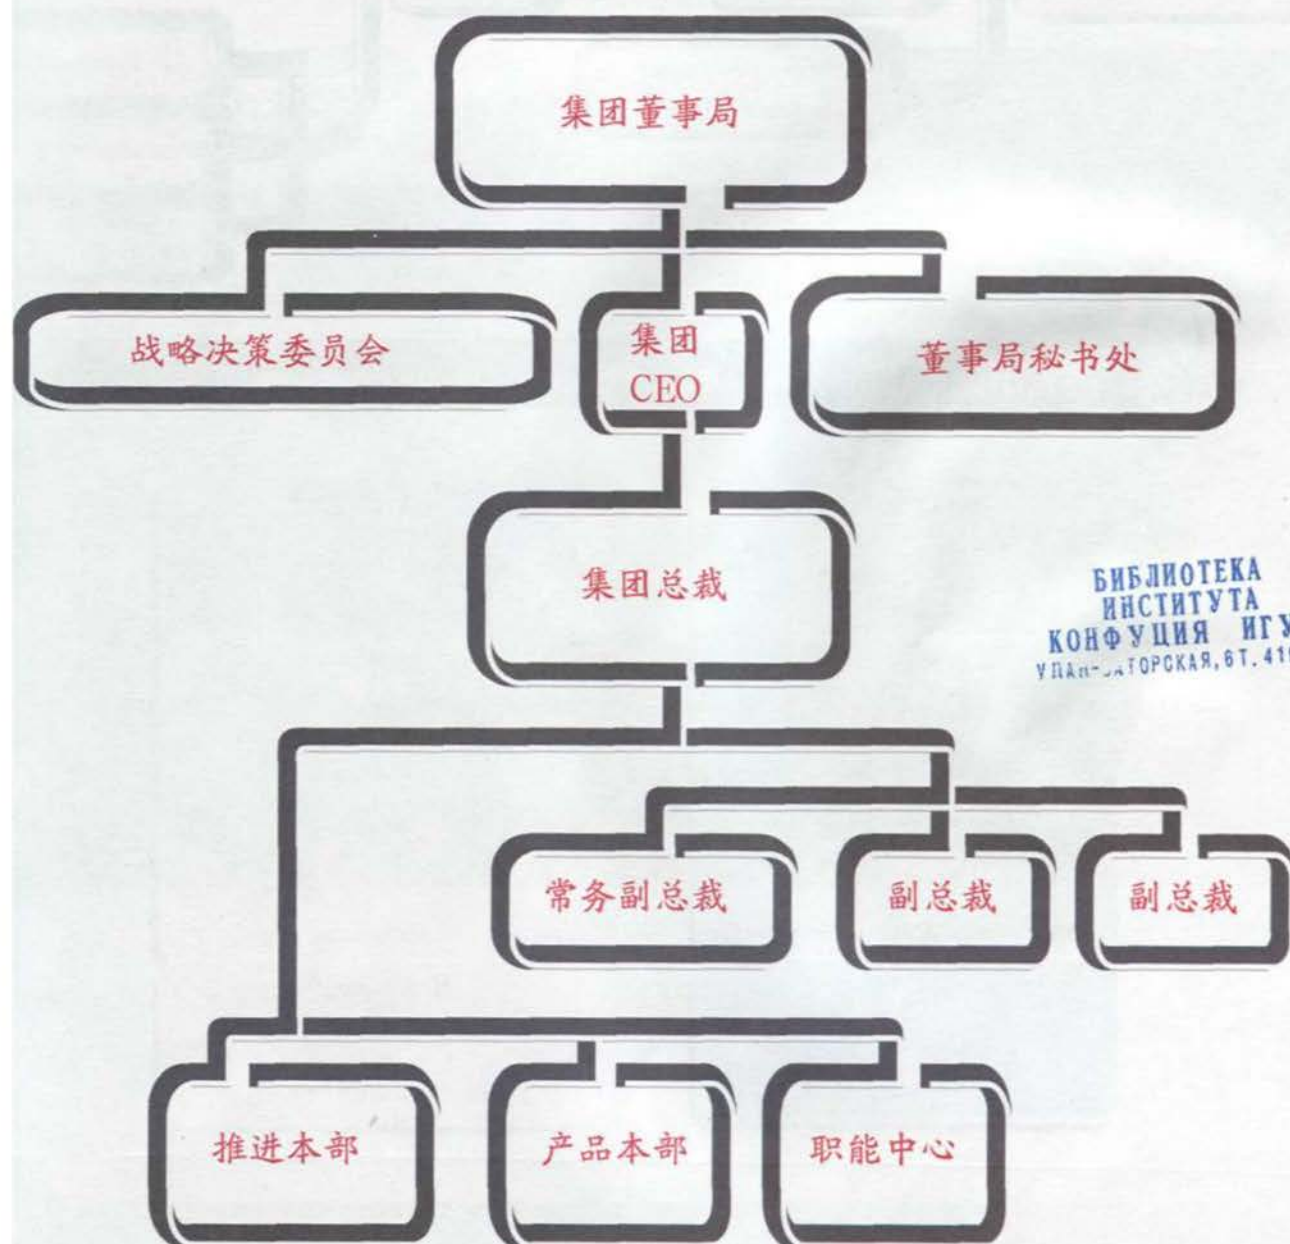 集团董事局
战略决策委员会
集团
CEO
董事局秘书处
集团总裁
БИБЛИОТЕКА
ИНСТИТУТА
КОНФУЦИЯ ИГУ
常务副总裁
副总裁
副总裁
推进本部
产品本部
职能中心